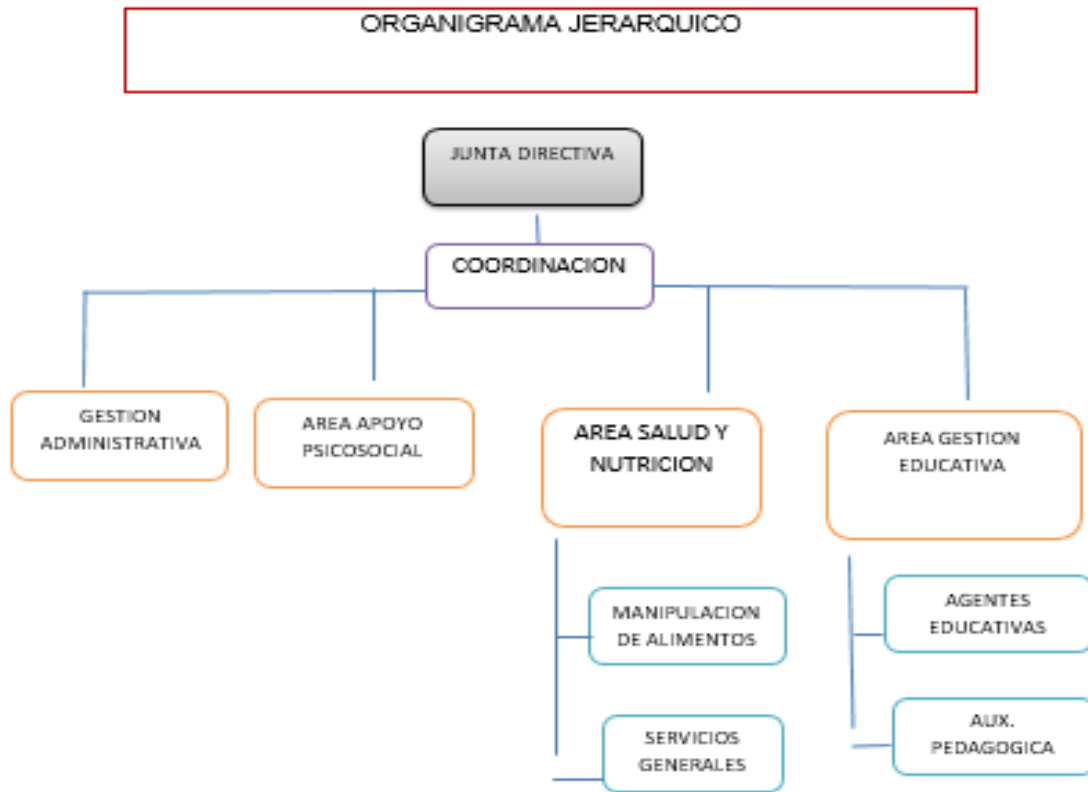 ORGANIGRAMA JERARQUICO
JUNTA DIRECTIVA
COORDINACION
GESTION
ADMINISTRATIVA
AREA APOYO
PSICOSOCIAL
AREA SALUD Y
NUTRICION
AREA GESTION
EDUCATIVA
MANIPULACION
DE ALIMENTOS
AGENTES
EDUCATIVAS
SERVICIOS
GENERALES
AUX.
PEDAGOGICA